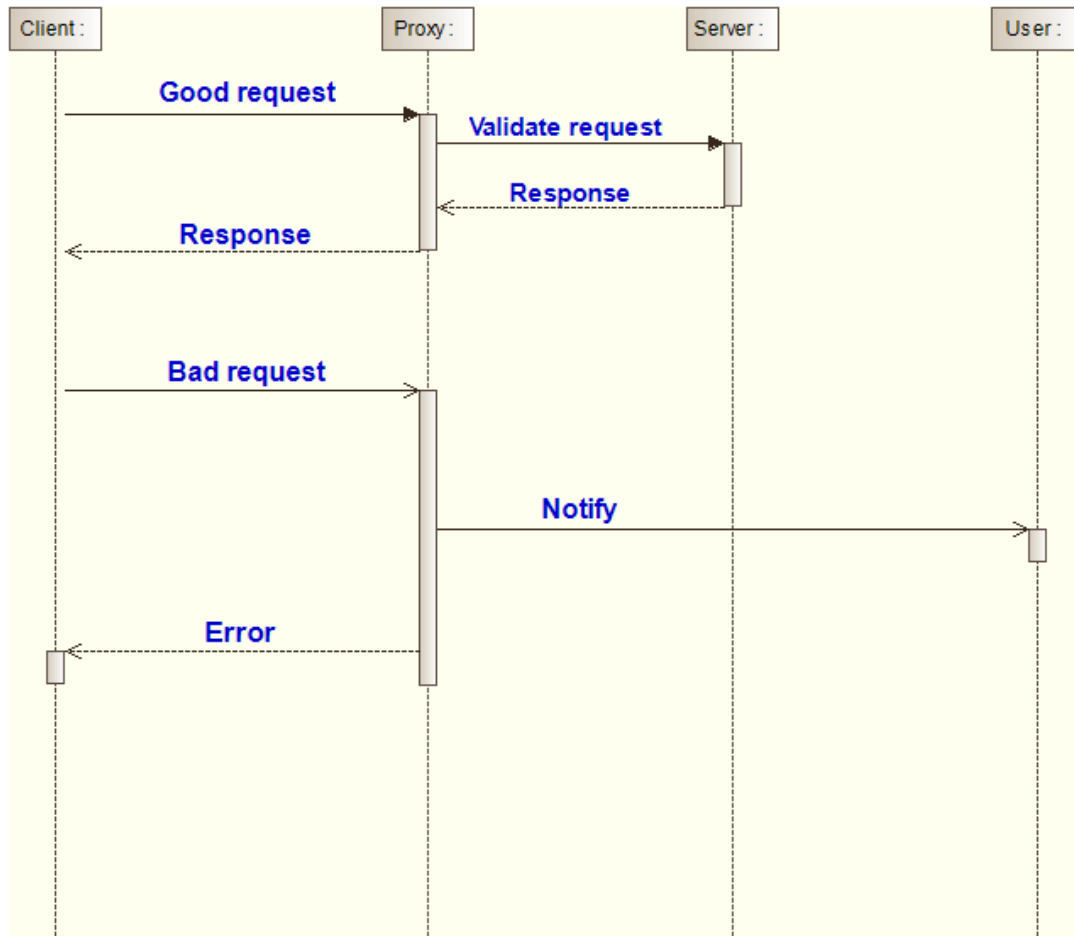 Client :
Proxy :
Server :
User :
Good request
Validate request
Response
Response
Bad request
Notify
Error